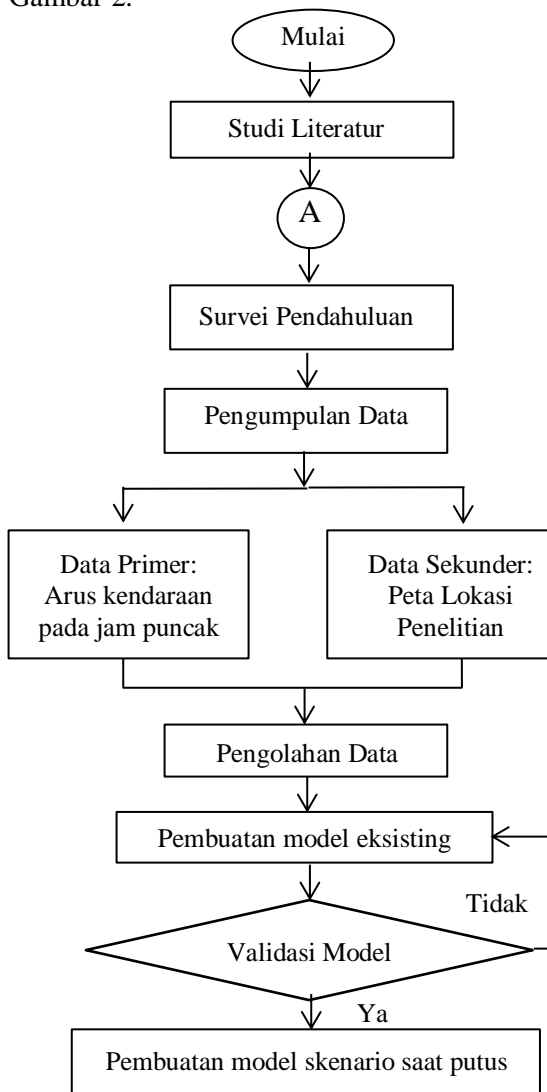 Gambar 2.
Mulai
Studi Literatur
A
Survei Pendahuluan
Pengumpulan Data
Data Primer:
Arus kendaraan
pada jam puncak
Data Sekunder:
Peta Lokasi
Penelitian
Pengolahan Data
Pembuatan model eksisting
Tidak
Validasi Model
Ya
Pembuatan model skenario saat putus